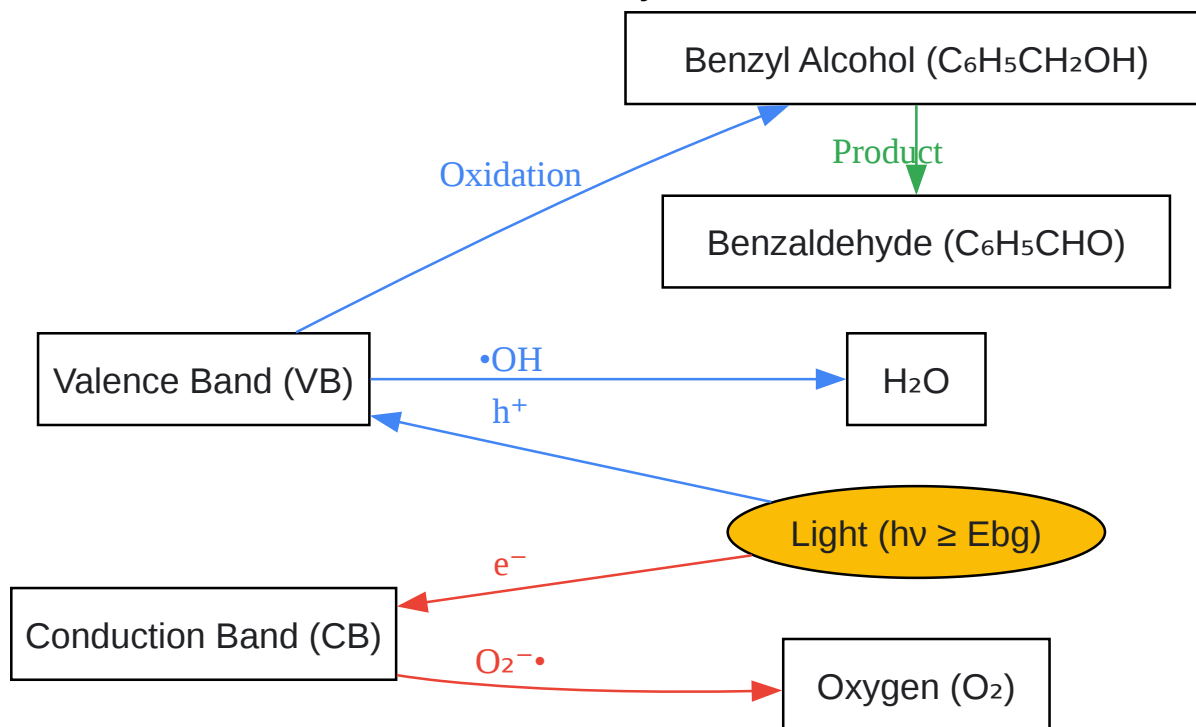 Benzyl Alcohol (C₆H₅CH₂OH)
Product
Oxidation
Benzaldehyde (C₆H₅CHO)
•OH
Valence Band (VB)
H₂O
h⁺
Light (hν ≥ Ebg)
e⁻
Conduction Band (CB)
O₂⁻•
Oxygen (O₂)